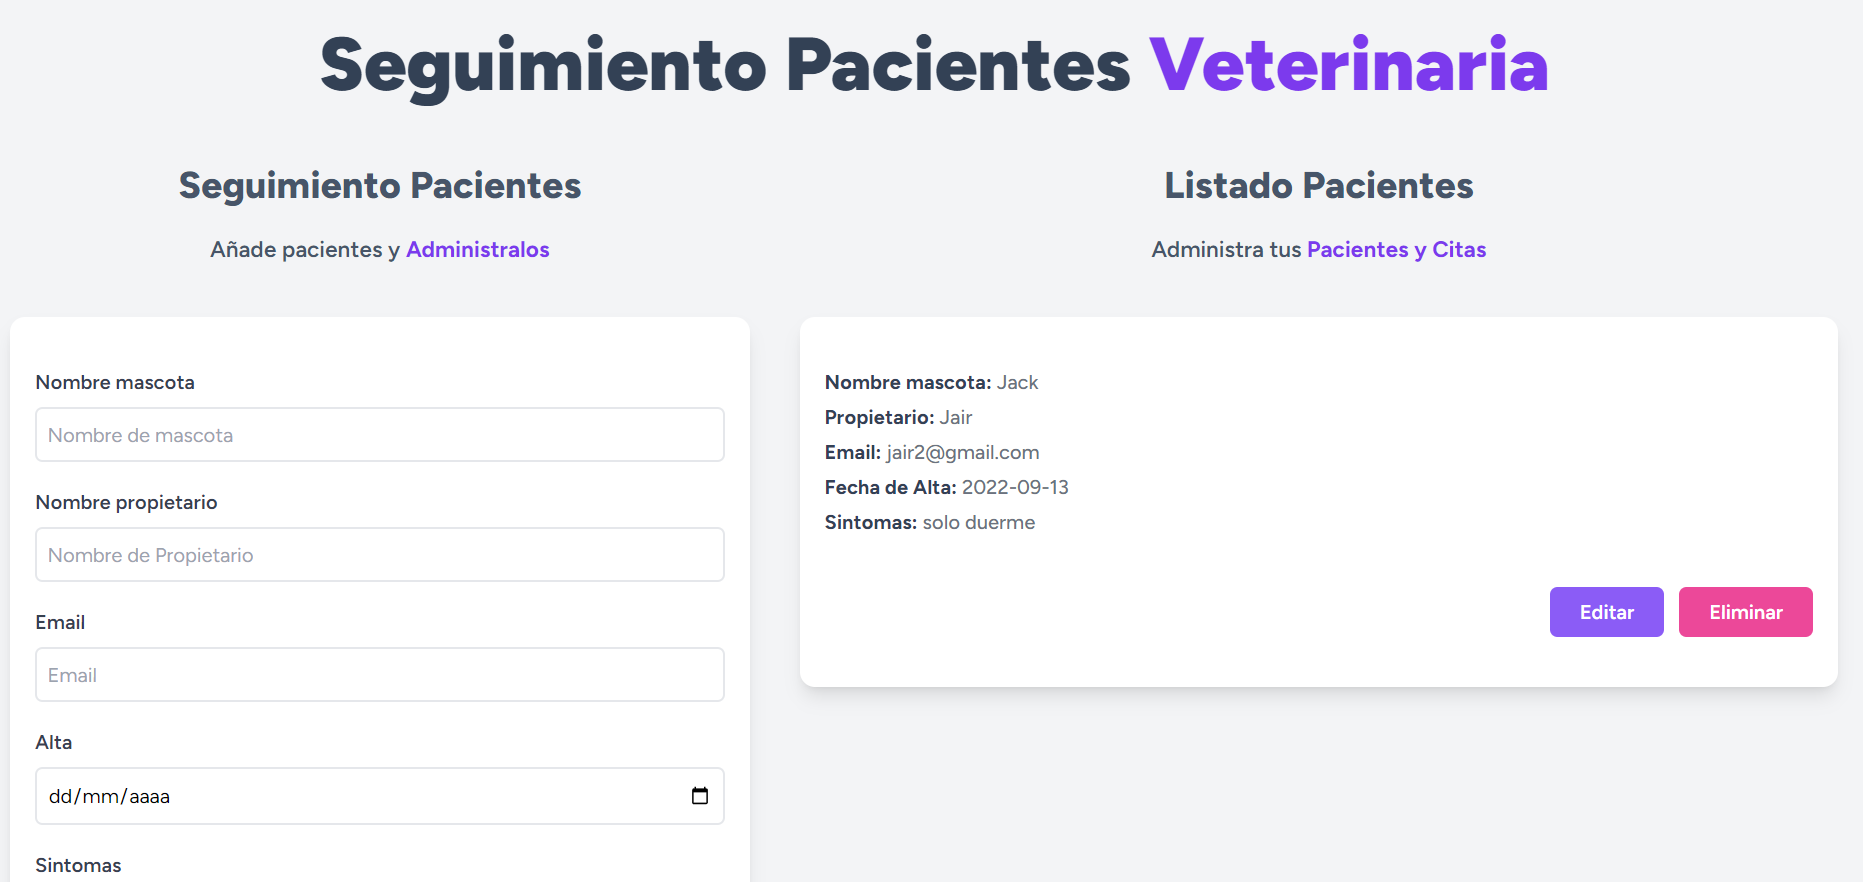 Seguimiento Pacientes Veterinaria
Seguimiento Pacientes
Añade pacientes y Administralos
Nombre mascota
Nombre de mascota
Nombre propietario
Nombre de Propietario
Email
Email
Alta
dd/mm/aaaa
Sintomas
Listado Pacientes
Administra tus Pacientes y Citas
Nombre mascota: Jack
Propietario: Jair
Email: jair2@gmail.com
Fecha de Alta: 2022-09-13
Sintomas: solo duerme
Editar
Eliminar